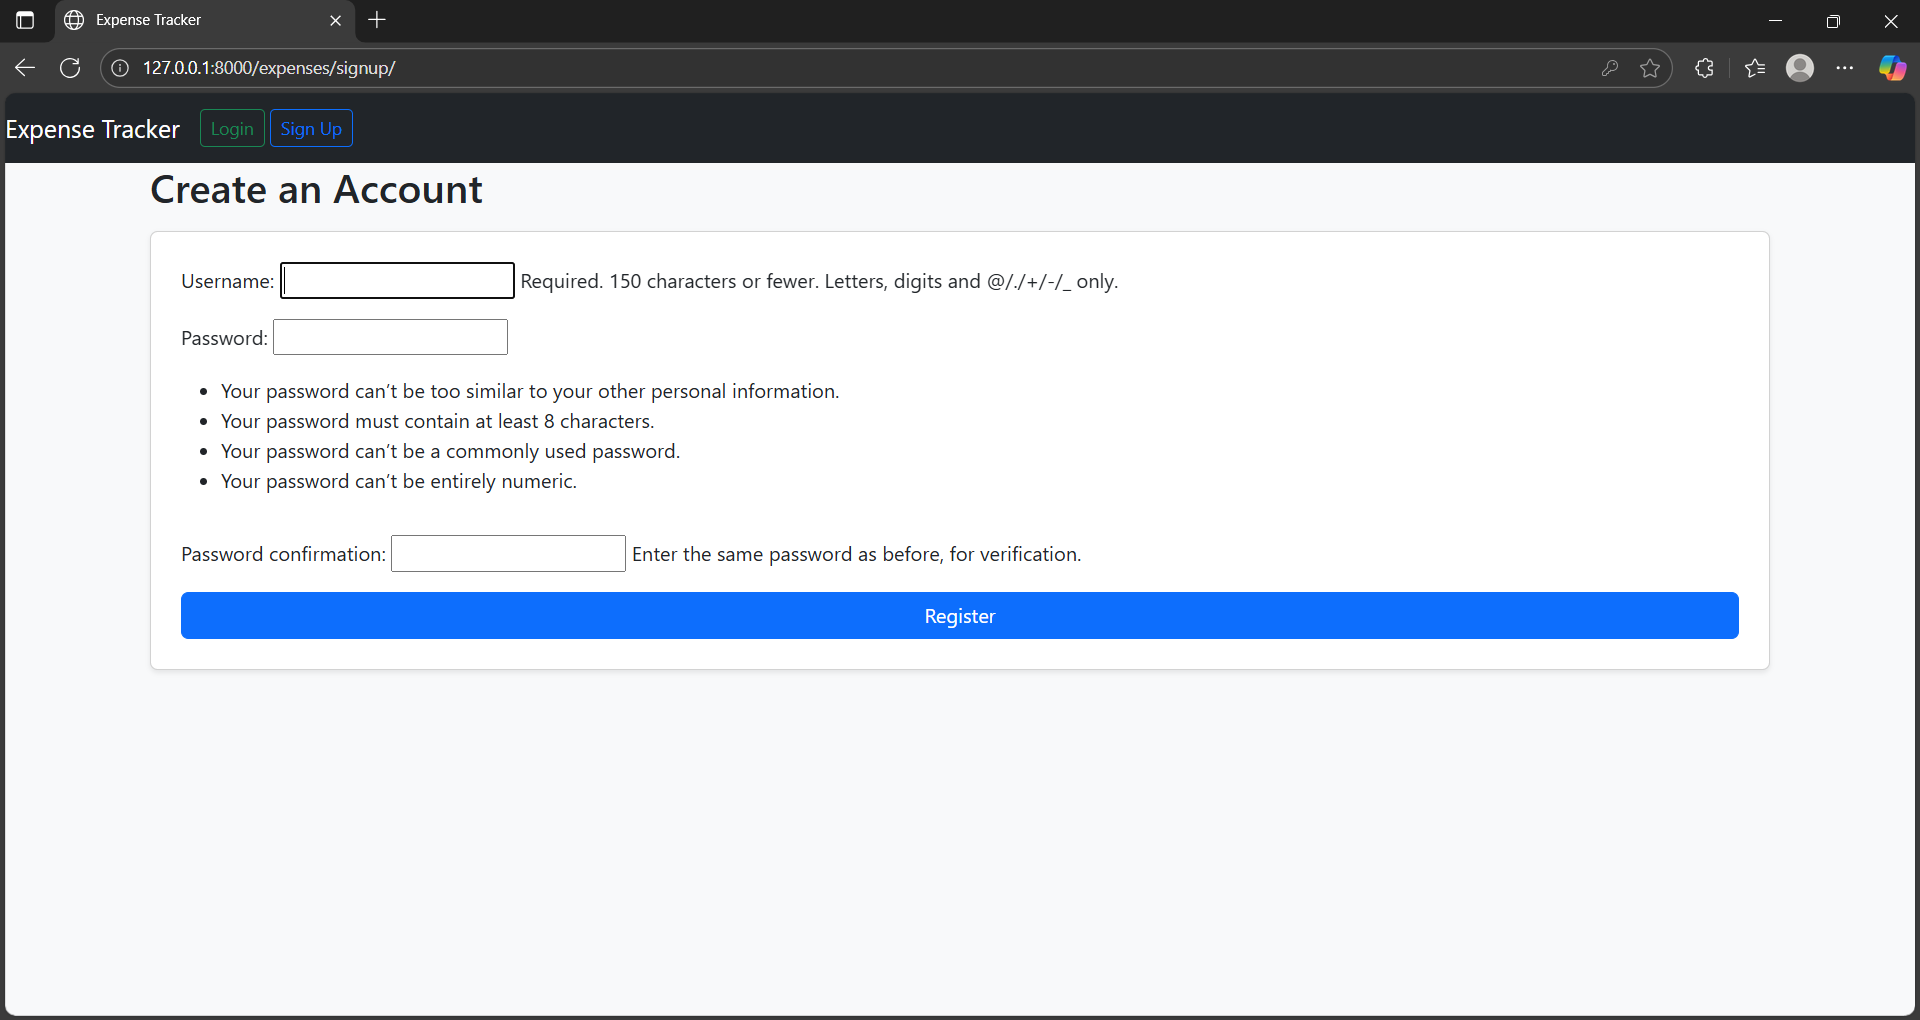 Expense Tracker
127.0.0.1:8000/expenses/signup/
Expense Tracker Login Sign Up
Create an Account
Username: Required. 150 characters or fewer. Letters, digits and @/./+/-/_ only.
Password:
• Your password can’t be too similar to your other personal information.
• Your password must contain at least 8 characters.
• Your password can’t be a commonly used password.
• Your password can’t be entirely numeric.
Password confirmation: Enter the same password as before, for verification.
Register